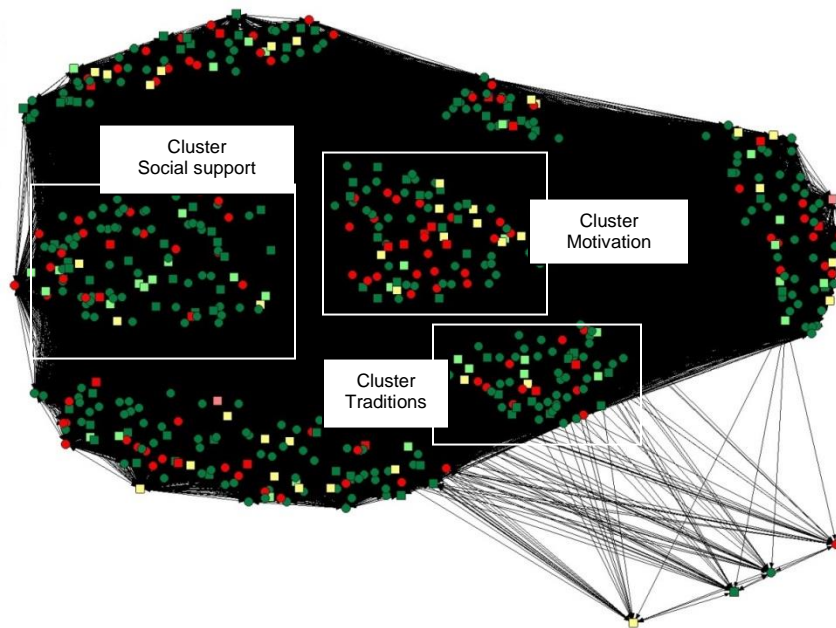 Cluster
Social support
Cluster
Motivation
Cluster
Traditions